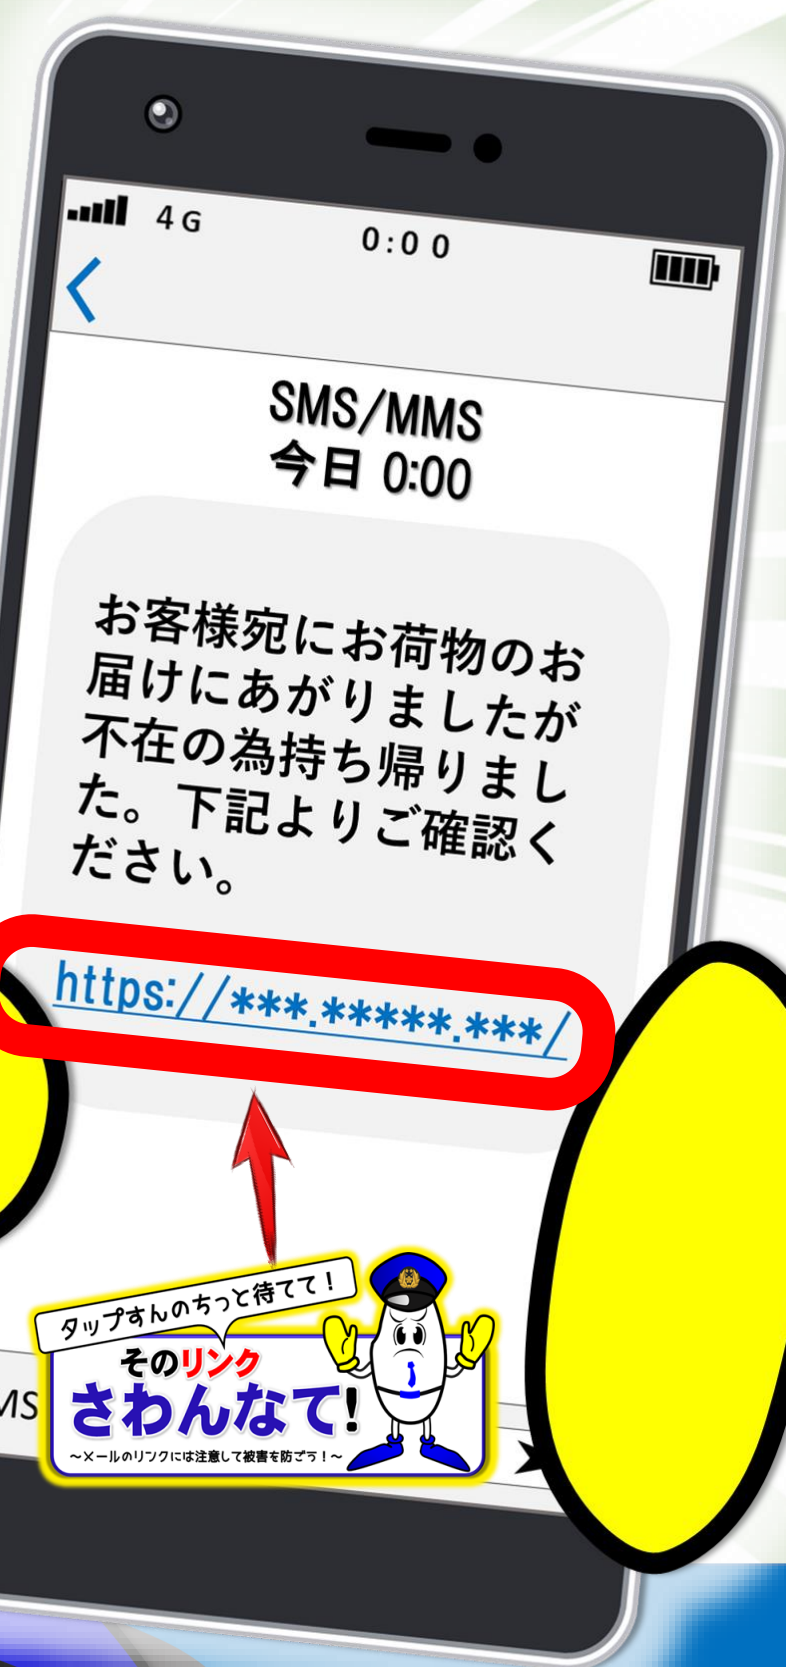 4G
0:00
SMS/MMS
今日 0:00
お客様宛にお荷物のお
届けにあがりましたが
不在の為持ち帰りまし
た。下記よりご確認く
ださい。
https://***.*****.***/
タップすんのちっと待てて！
そのリンク
さわんなて!
～メールのリンクには注意して被害を防ごう！～
MS